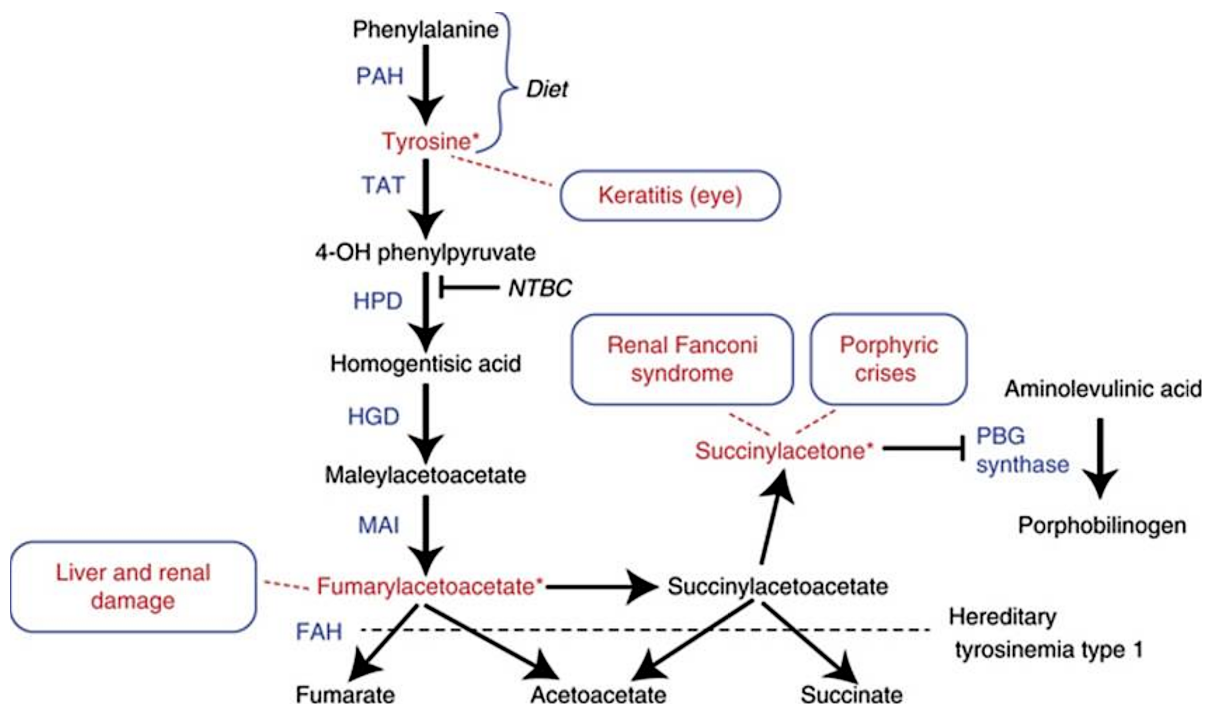 Phenylalanine
PAH
Diet
Tyrosine*
TAT
Keratitis (eye)
4-OH phenylpyruvate
HPD
NTBC
Homogentisic acid
Renal Fanconi
syndrome
Porphyric
crises
Aminolevulinic acid
HGD
Succinylacetone*
PBG
synthase
Maleylacetoacetate
MAI
Porphobilinogen
Liver and renal
damage
Fumarylacetoacetate*
Succinylacetoacetate
FAH
Hereditary
tyrosinemia type 1
Fumarate
Acetoacetate
Succinate